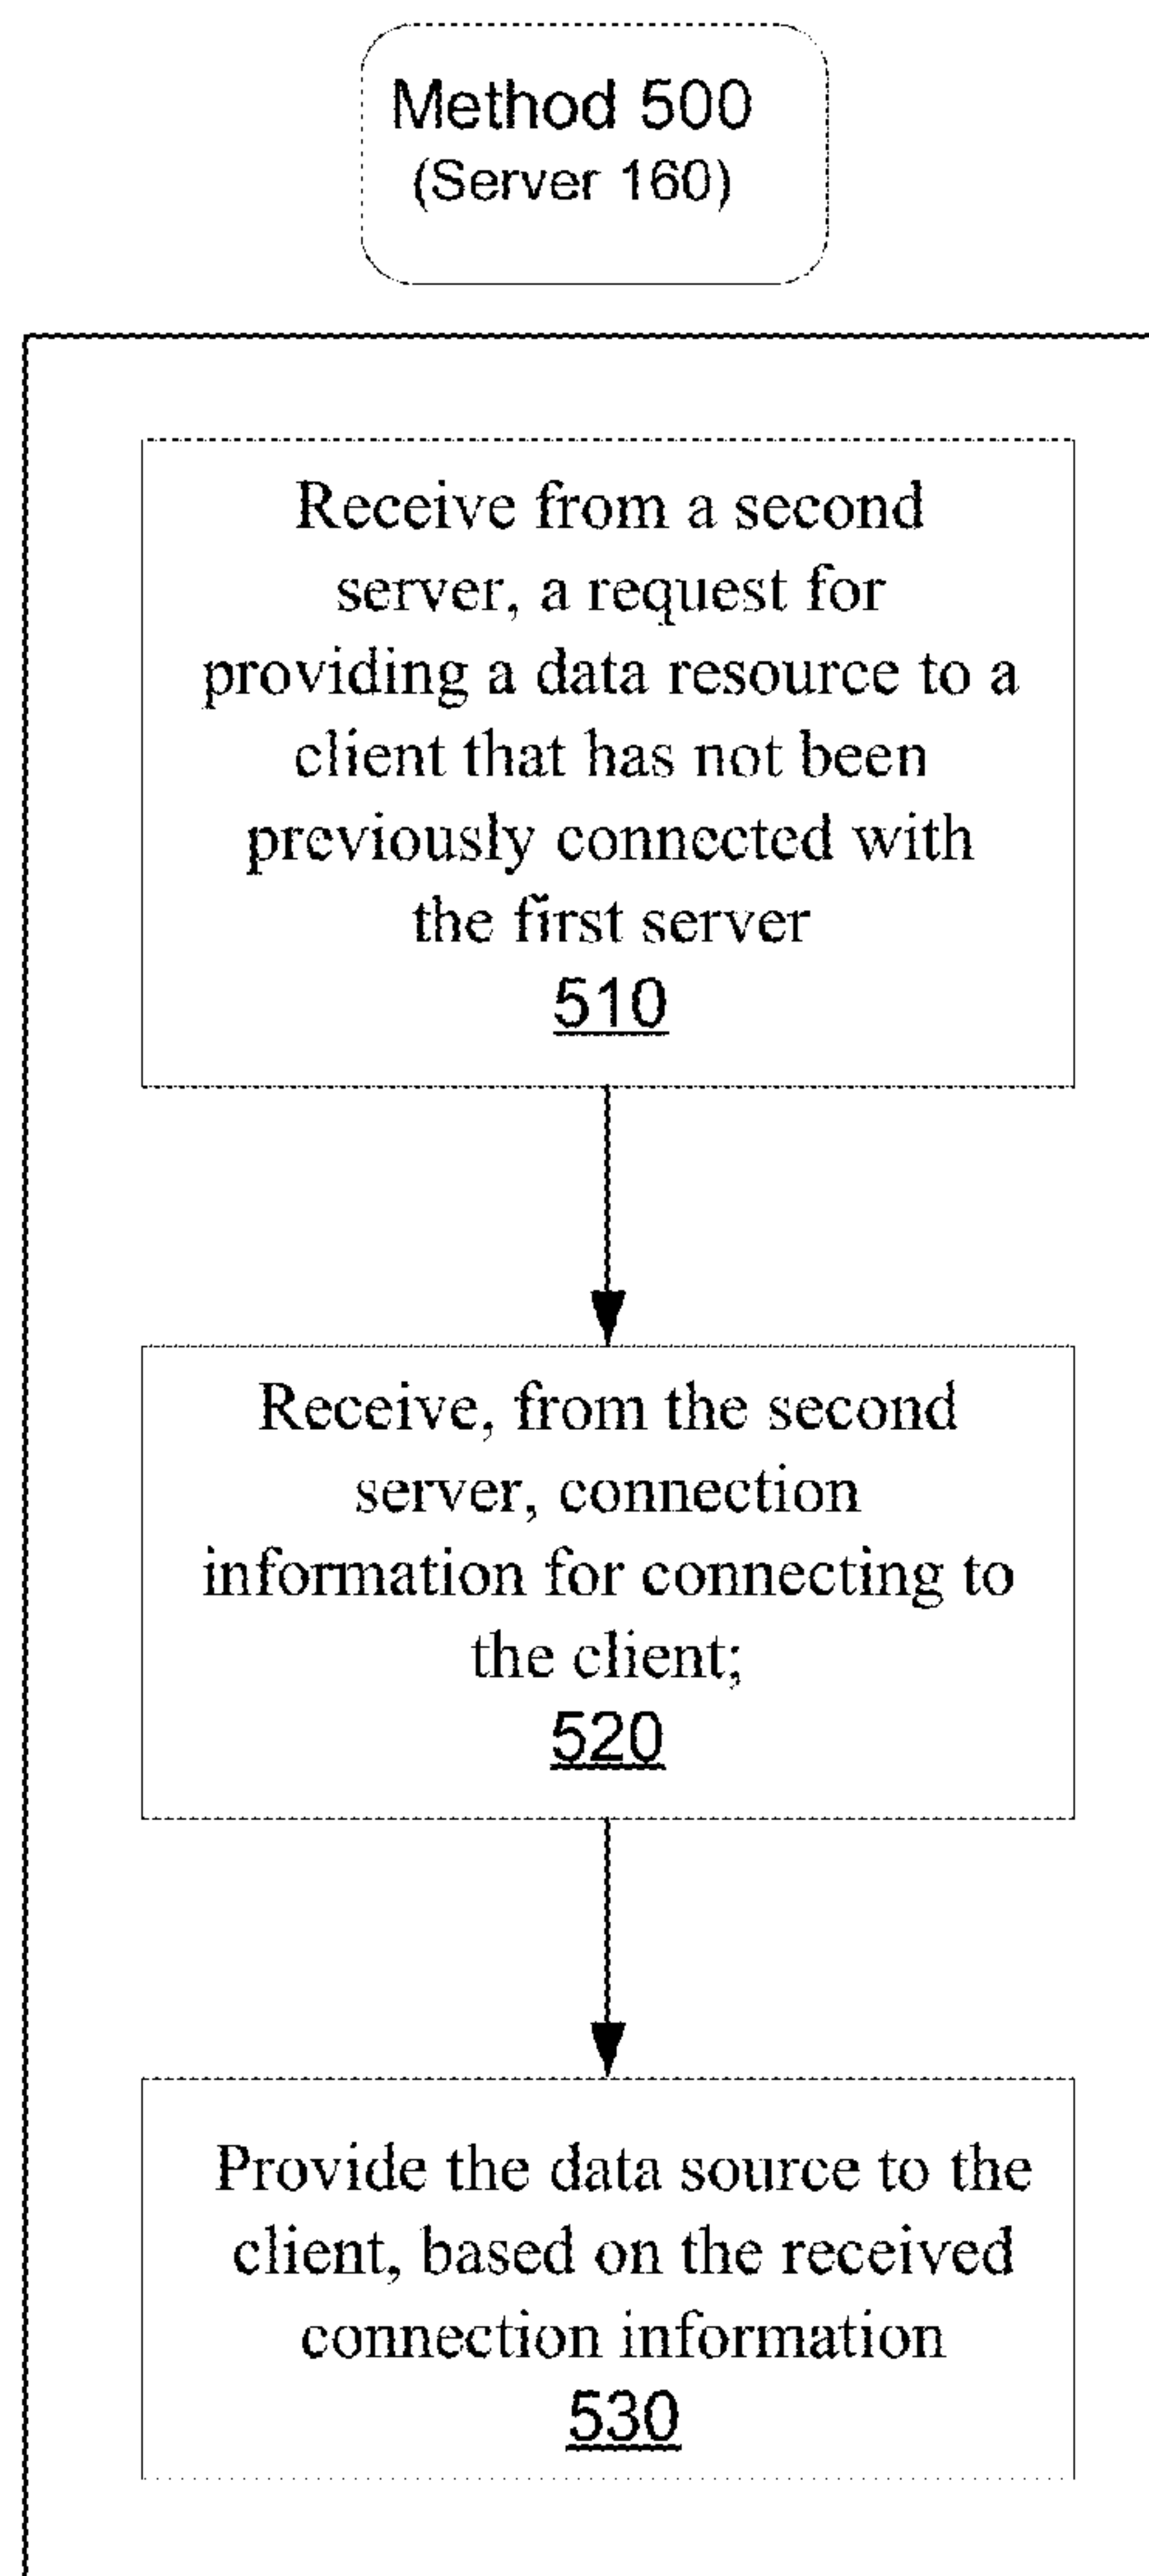 Method 500
(Server 160)
Receive from a second
server, a request for
providing a data resource to a
client that has not been
previously connected with
the first server
510
Receive, from the second
server, connection
information for connecting to
the client;
520
Provide the data source to the
client, based on the received
connection information
530